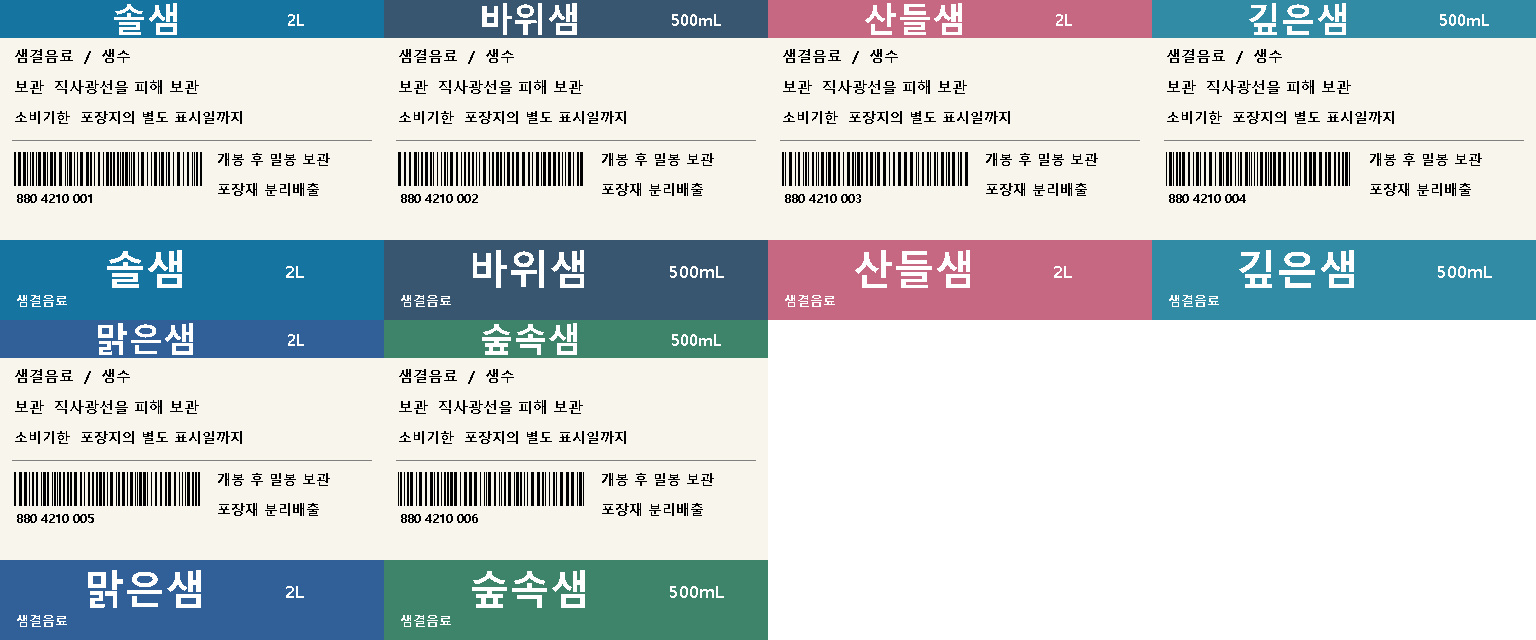 솔샘 2L
샘결음료 / 생수
보관 직사광선을 피해 보관
소비기한 포장지의 별도 표시일까지
개봉 후 밀봉 보관
포장재 분리배출
880 4210 001
솔샘 2L
샘결음료
바위샘 500mL
샘결음료 / 생수
보관 직사광선을 피해 보관
소비기한 포장지의 별도 표시일까지
개봉 후 밀봉 보관
포장재 분리배출
880 4210 002
바위샘 500mL
샘결음료
산들샘 2L
샘결음료 / 생수
보관 직사광선을 피해 보관
소비기한 포장지의 별도 표시일까지
개봉 후 밀봉 보관
포장재 분리배출
880 4210 003
산들샘 2L
샘결음료
깊은샘 500mL
샘결음료 / 생수
보관 직사광선을 피해 보관
소비기한 포장지의 별도 표시일까지
개봉 후 밀봉 보관
포장재 분리배출
880 4210 004
깊은샘 500mL
샘결음료
맑은샘 2L
샘결음료 / 생수
보관 직사광선을 피해 보관
소비기한 포장지의 별도 표시일까지
개봉 후 밀봉 보관
포장재 분리배출
880 4210 005
맑은샘 2L
샘결음료
숲속샘 500mL
샘결음료 / 생수
보관 직사광선을 피해 보관
소비기한 포장지의 별도 표시일까지
개봉 후 밀봉 보관
포장재 분리배출
880 4210 006
숲속샘 500mL
샘결음료